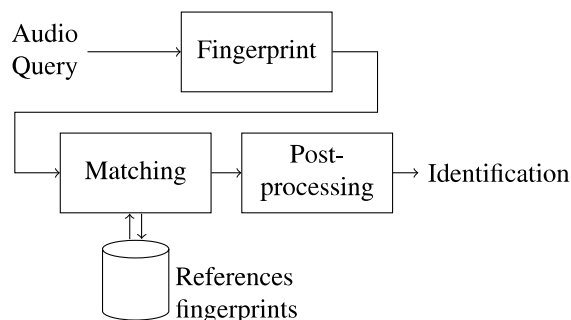 Audio
Query
Fingerprint
Matching
Post-
processing
Identification
References
fingerprints